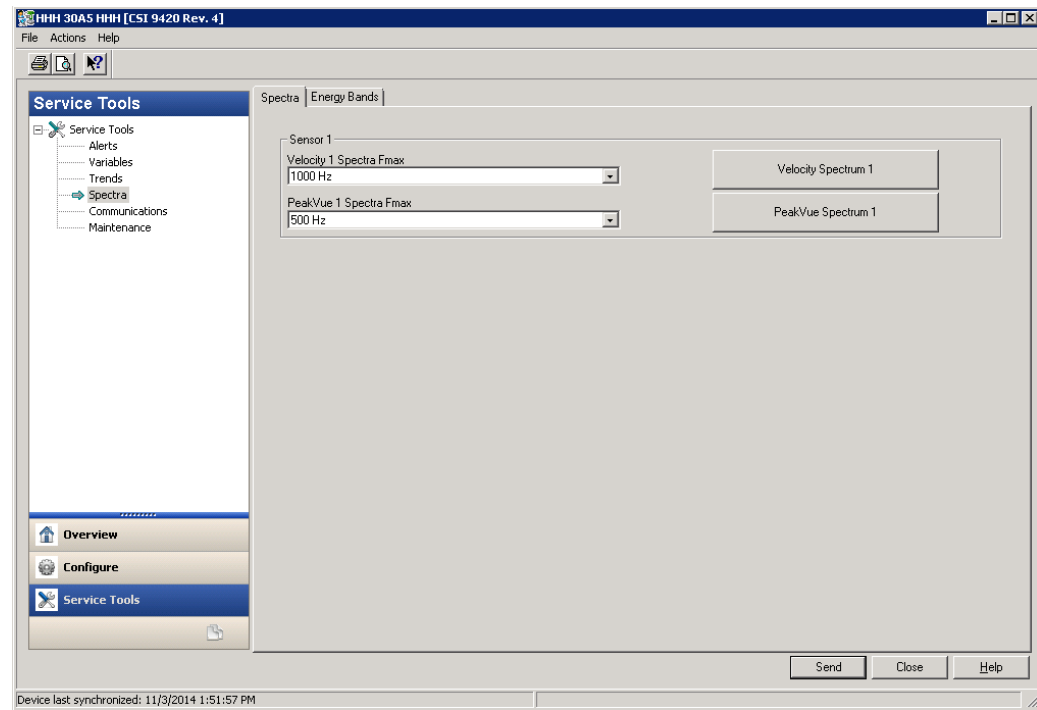 HHH 30A5 HHH [CSI 9420 Rev. 4]
File Actions Help
Service Tools
Service Tools
Alerts
Variables
Trends
Spectra
Communications
Maintenance
Overview
Configure
Service Tools
Spectra Energy Bands
Sensor 1
Velocity 1 Spectra Fmax
1000 Hz
Velocity Spectrum 1
PeakVue 1 Spectra Fmax
500 Hz
PeakVue Spectrum 1
Send Close Help
Device last synchronized: 11/3/2014 1:51:57 PM